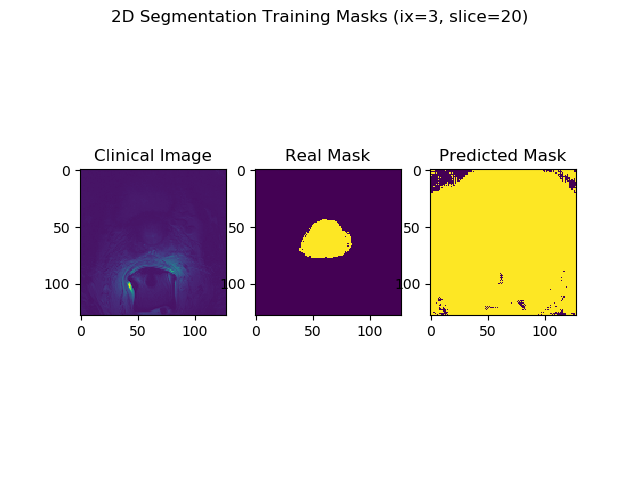 2D Segmentation Training Masks (ix=3, slice=20)
Clinical Image Real Mask Predicted Mask
0 0 0
50 50 50
100 100 100
0 50 100 0 50 100 0 50 100